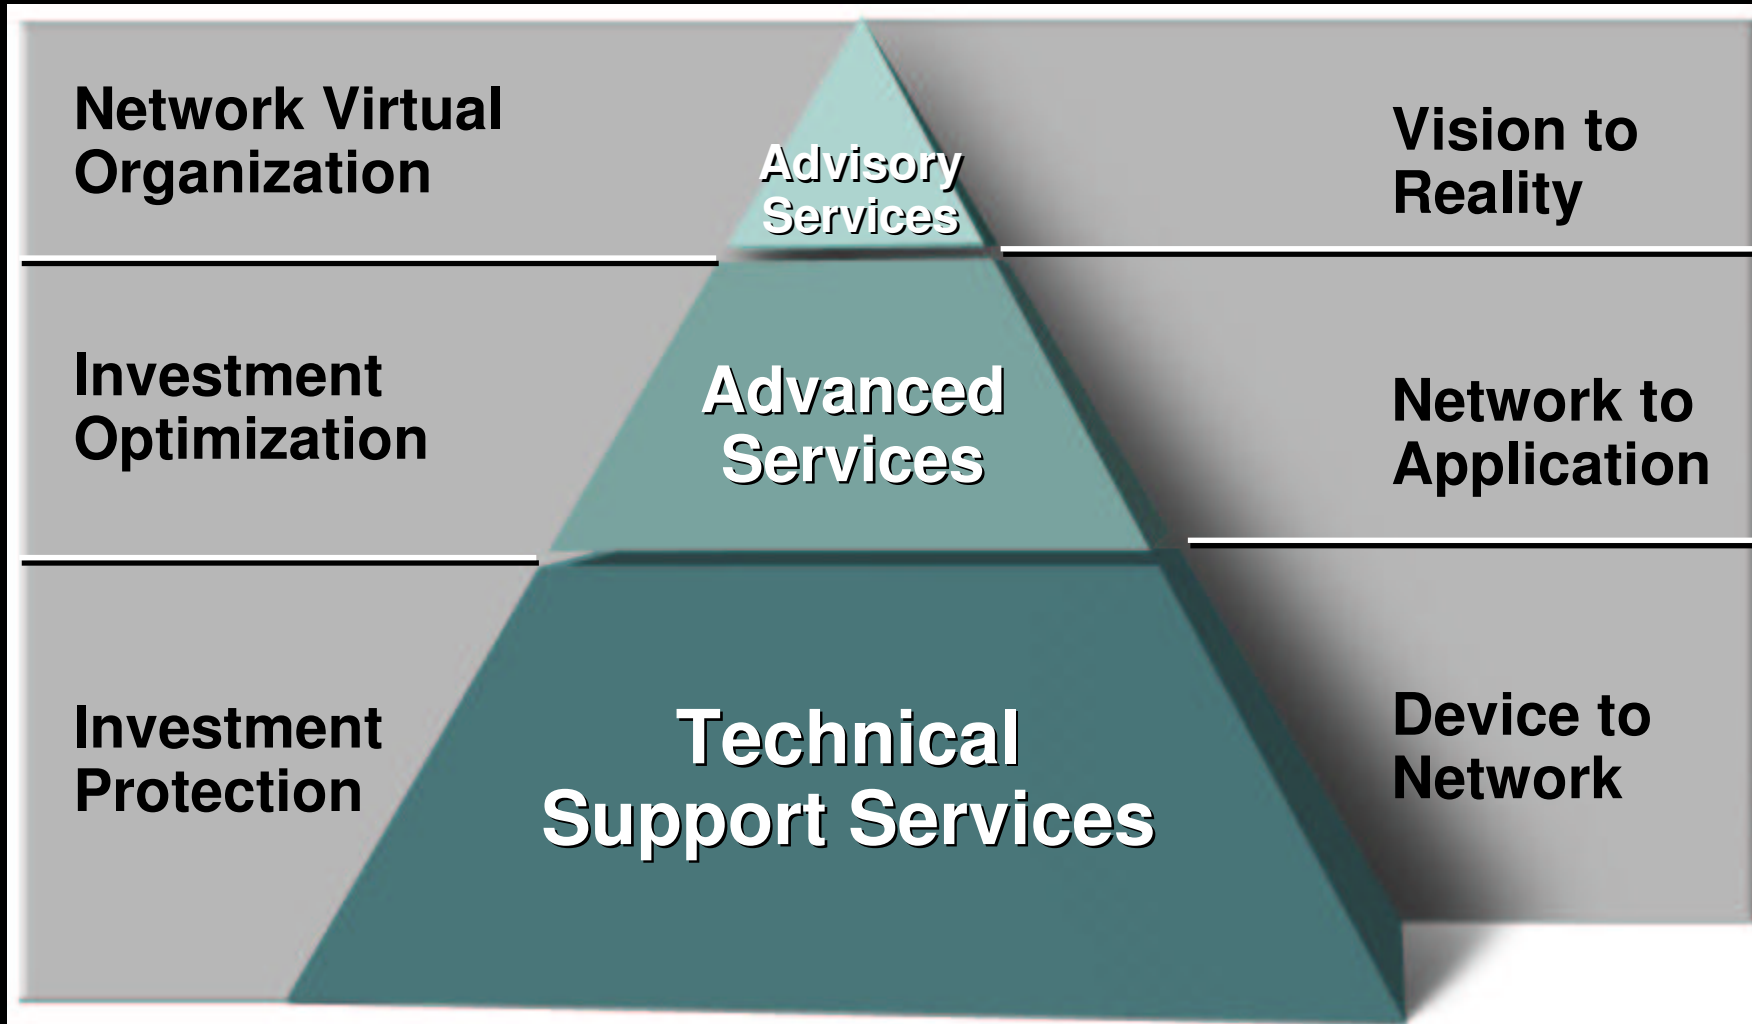 Network Virtual
Organization
Advisory
Services
Vision to
Reality
Investment
Optimization
Advanced
Services
Network to
Application
Investment
Protection
Technical
Support Services
Device to
Network